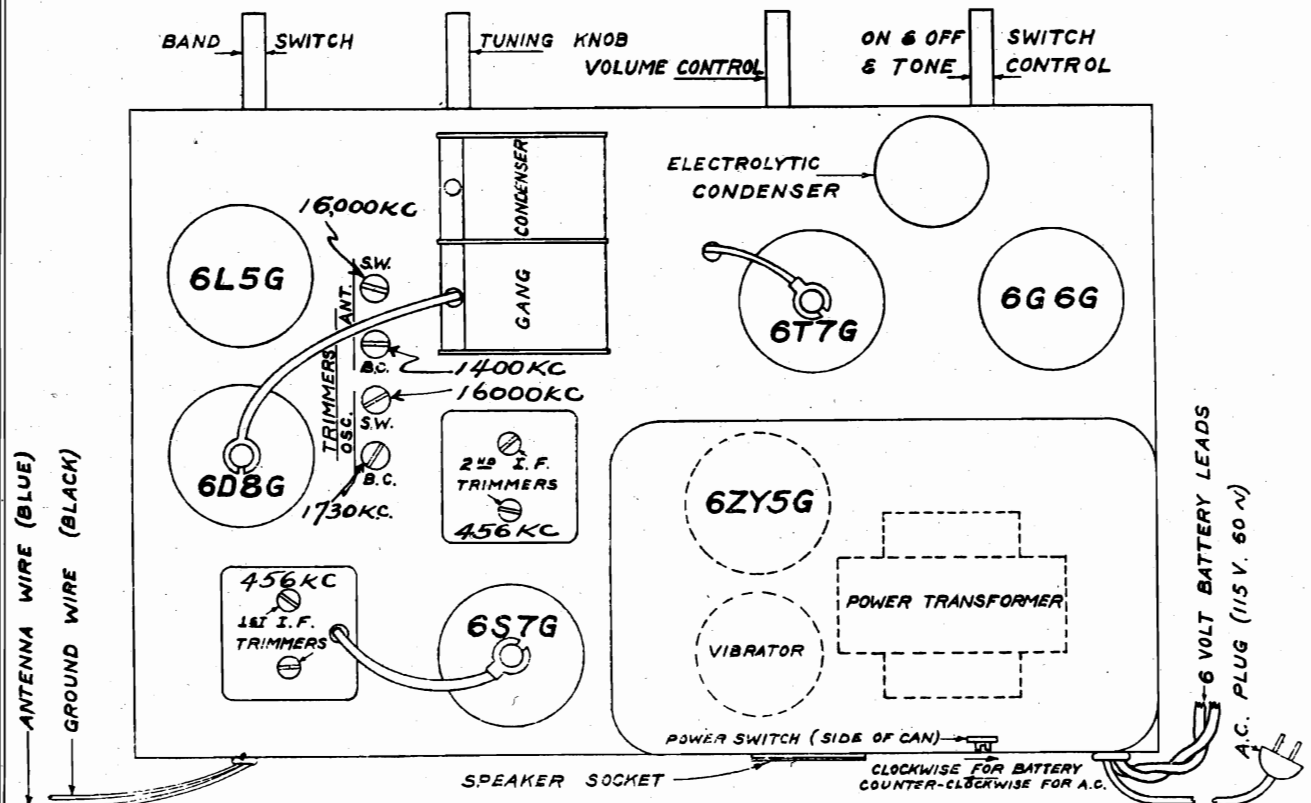 BAND SWITCH
TUNING KNOB
VOLUME CONTROL
ON & OFF SWITCH
& TONE CONTROL
ELECTROLYTIC
CONDENSER
CONDENSER
GANG
16,000KC
6L5G
S.W.
ANT.
B.C.
1400KC
16000KC
TRIMMERS
OSC.
S.W.
B.C.
1730K.C.
6D8G
6T7G
6G6G
2ND I.F.
TRIMMERS
456KC
456KC
1ST I.F.
TRIMMERS
6S7G
6ZY5G
VIBRATOR
POWER TRANSFORMER
POWER SWITCH (SIDE OF CAN)
CLOCKWISE FOR BATTERY
COUNTER-CLOCKWISE FOR A.C.
SPEAKER SOCKET
ANTENNA WIRE (BLUE)
GROUND WIRE (BLACK)
6 VOLT BATTERY LEADS
A.C. PLUG (115 V. 60 ~)